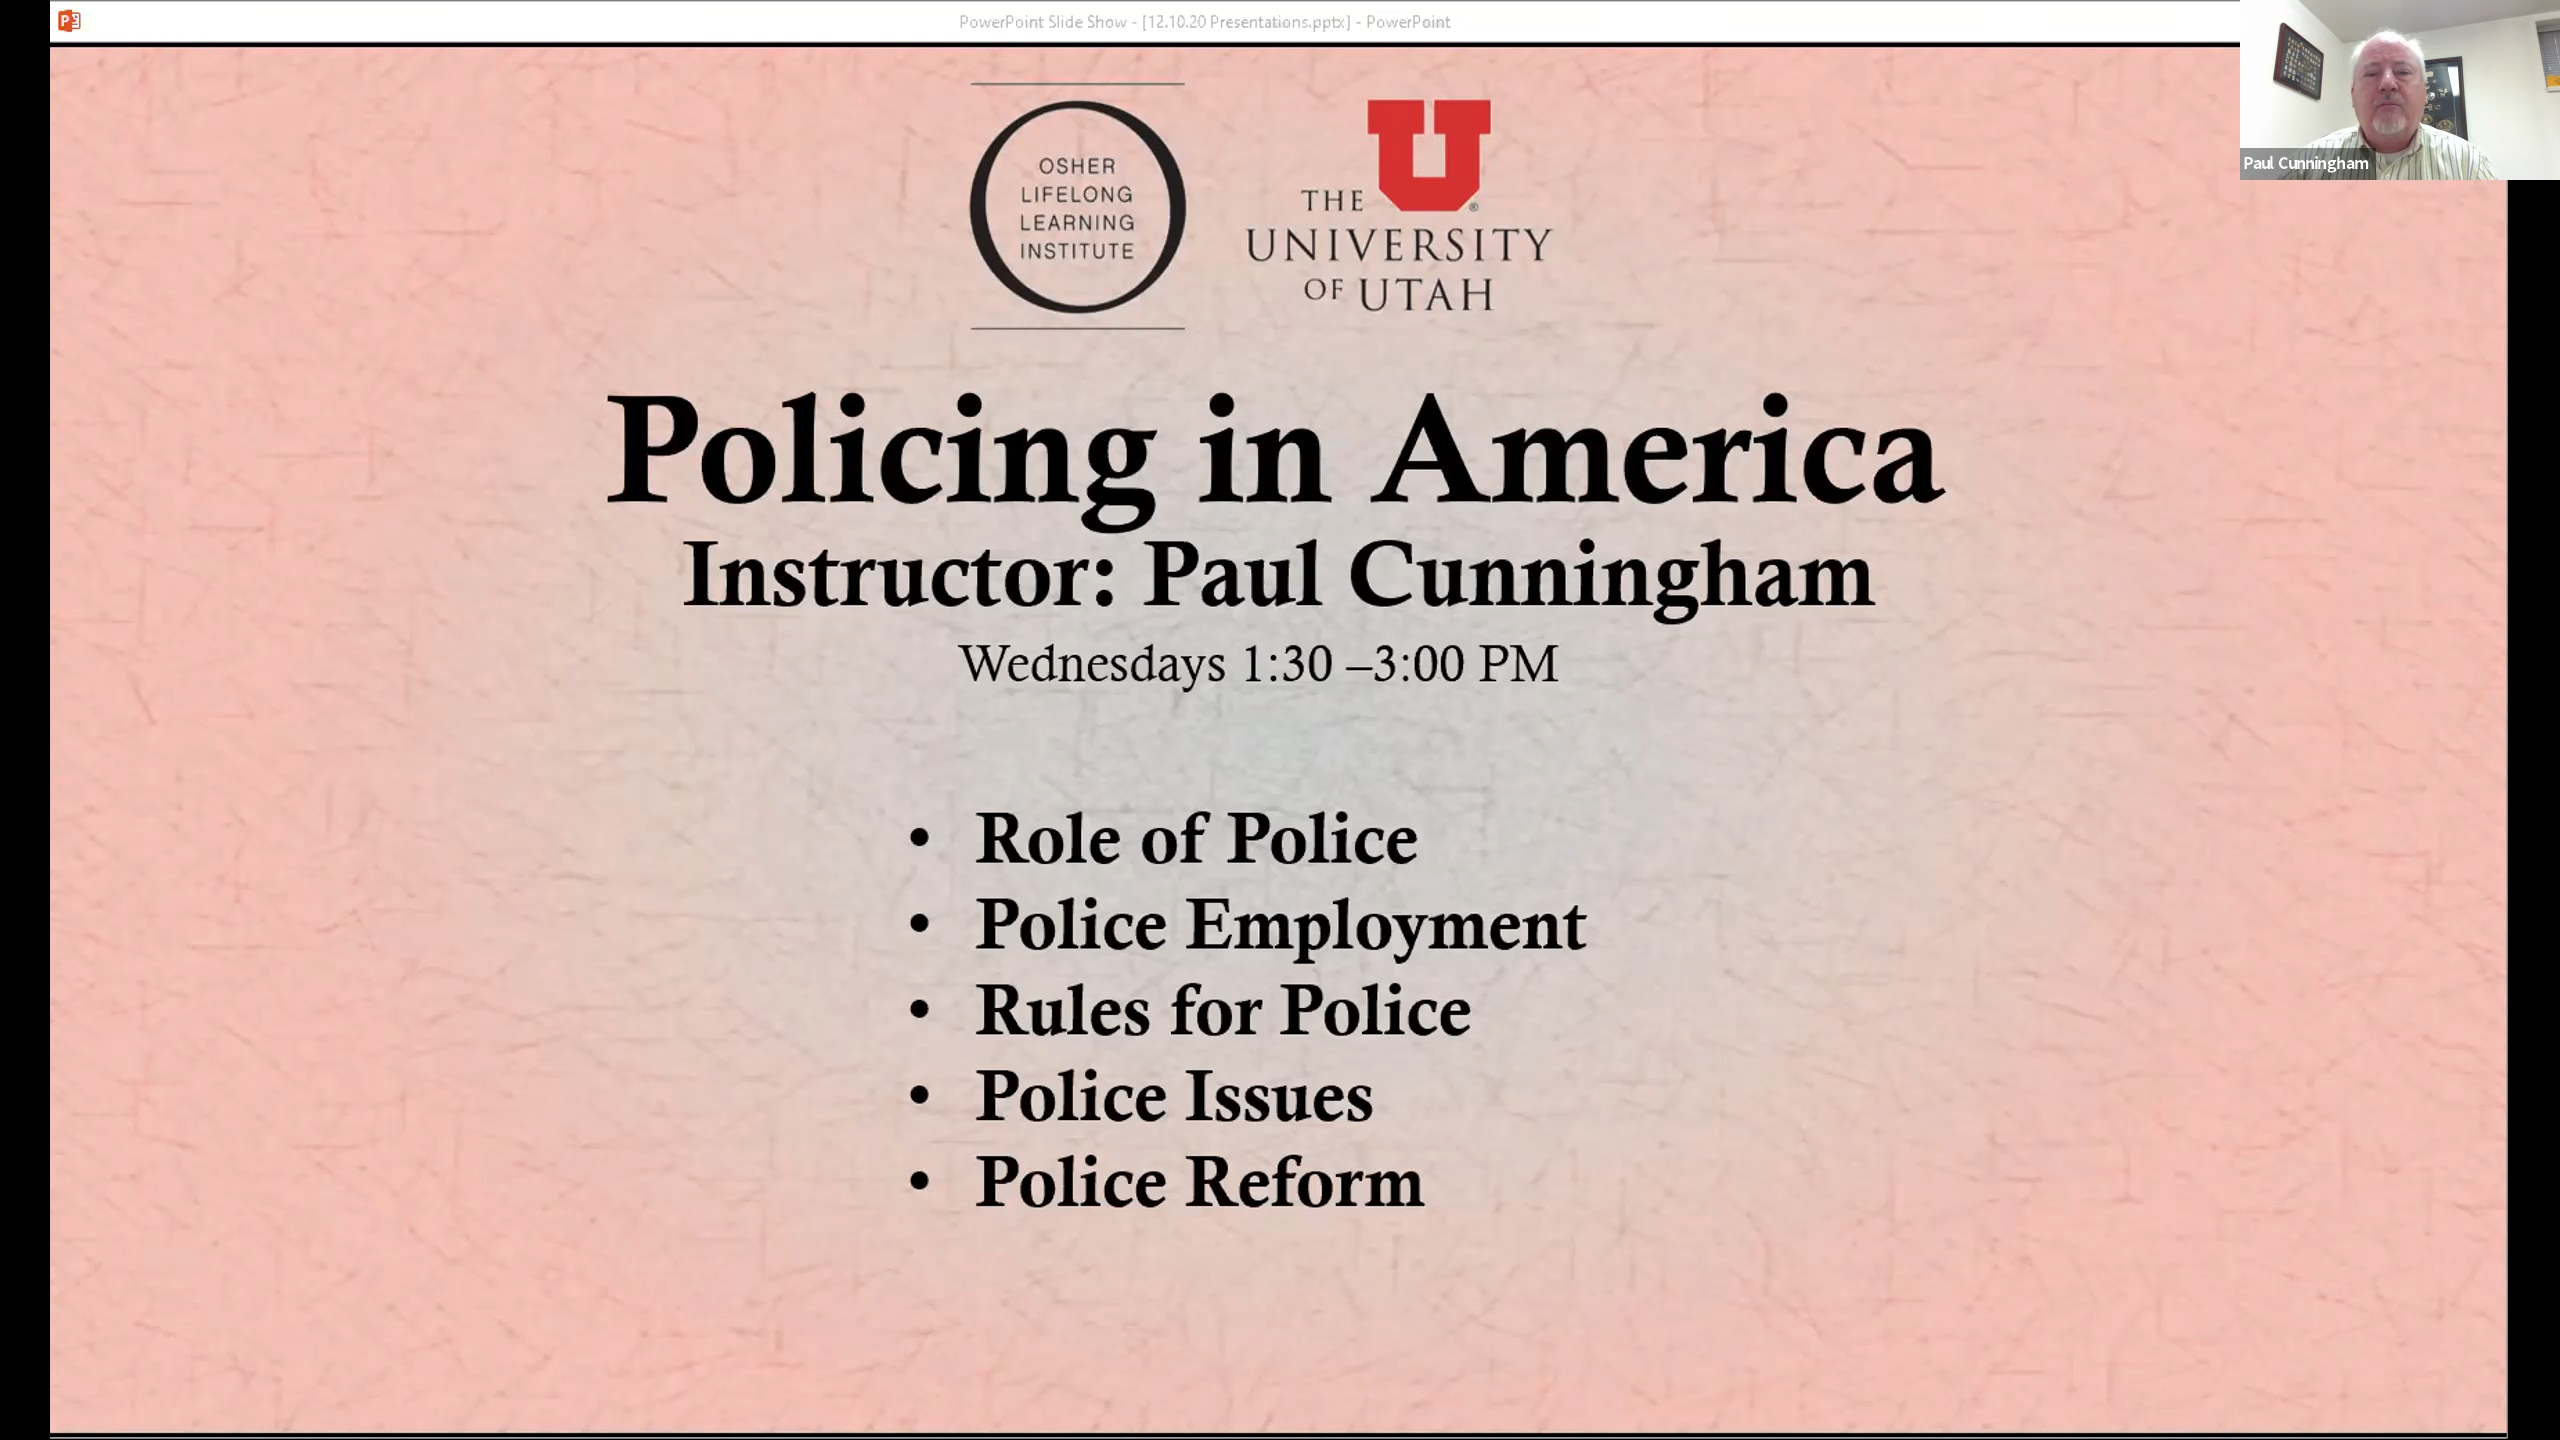 PowerPoint Slide Show - [12.10.20 Presentations.pptx] - PowerPoint
Paul Cunningham
OSHER
LIFELONG
LEARNING
INSTITUTE
U®
THE
UNIVERSITY
OF UTAH
Policing in America
Instructor: Paul Cunningham
Wednesdays 1:30 –3:00 PM
• Role of Police
• Police Employment
• Rules for Police
• Police Issues
• Police Reform